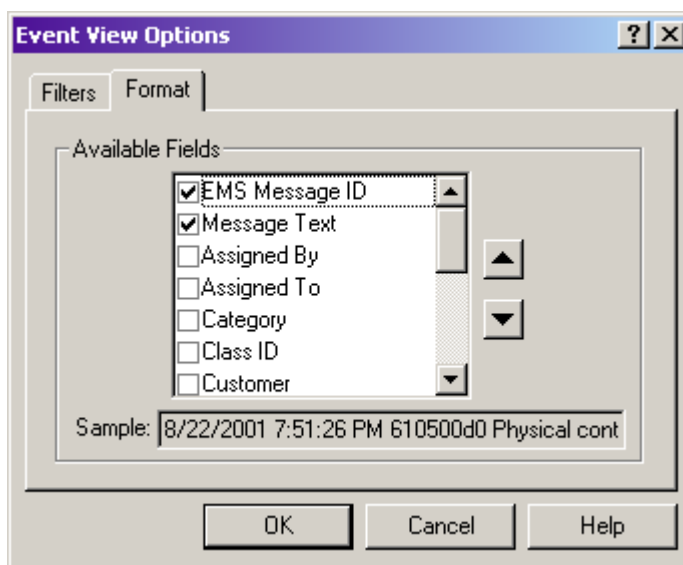 Event View Options
Filters Format
Available Fields
EMS Message ID
Message Text
Assigned By
Assigned To
Category
Class ID
Customer
Sample: 8/22/2001 7:51:26 PM 610500d0 Physical cont
OK Cancel Help